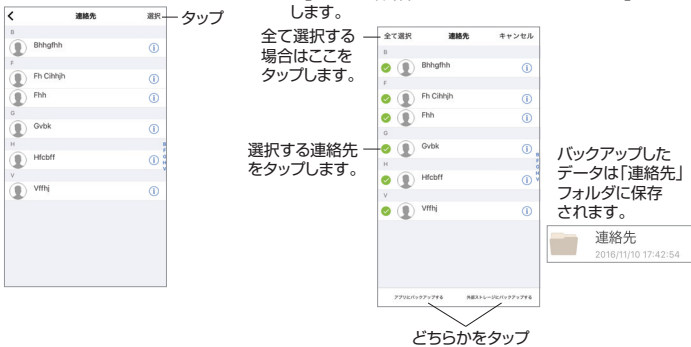 連絡先
選択
タップ
B
Bhhgfhh
F
Fh Cihhjh
Fhh
G
Gvbk
H
Hfcbff
V
Vffhj
します。
全て選択する
場合はここを
タップします。
選択する連絡先
をタップします。
全て選択
連絡先
キャンセル
B
Bhhgfhh
F
Fh Cihhjh
Fhh
G
Gvbk
H
Hfcbff
V
Vffhj
アプリにバックアップする
外部ストレージにバックアップする
どちらかをタップ
バックアップした
データは「連絡先」
フォルダに保存
されます。
連絡先
2016/11/10 17:42:54